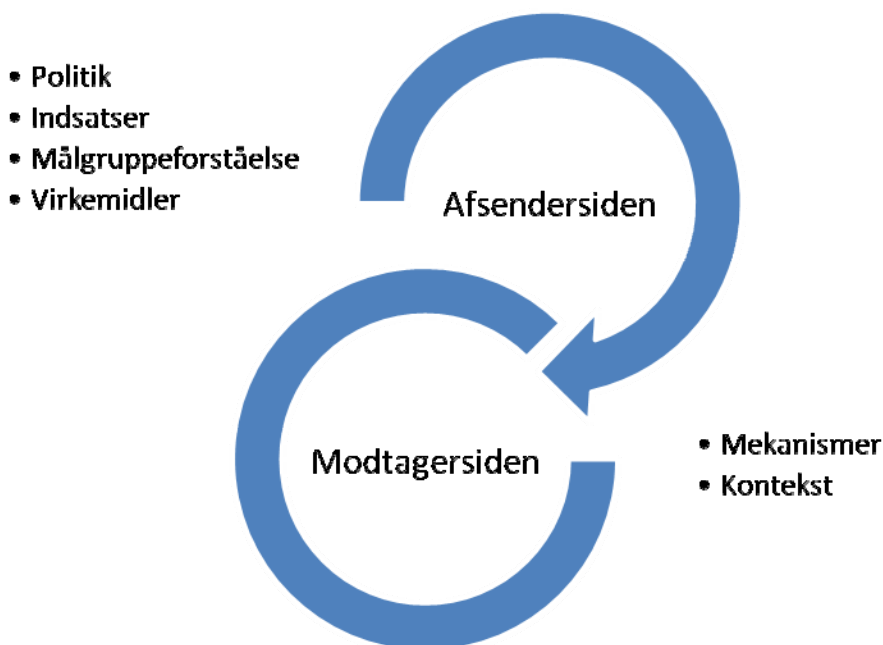 • Politik
• Indsatser
• Målgruppeforståelse
• Virkemidler
Afsendersiden
Modtagersiden
• Mekanismer
• Kontekst